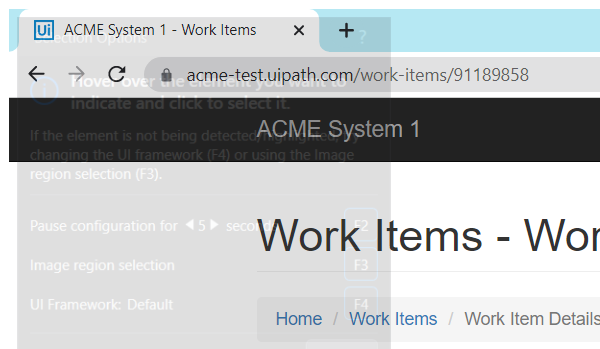 Ui ACME System 1 - Work Items
Selection Options ?
acme-test.uipath.com/work-items/91189858
Hover over the element you want to
indicate and click to select it.
ACME System 1
If the element is not being detected/highlighted, try
changing the UI framework (F4) or using the Image
region selection (F3).
Pause configuration for 5 seconds F2
Work Items - Wor
Image region selection F3
UI Framework: Default F4
Home / Work Items / Work Item Details